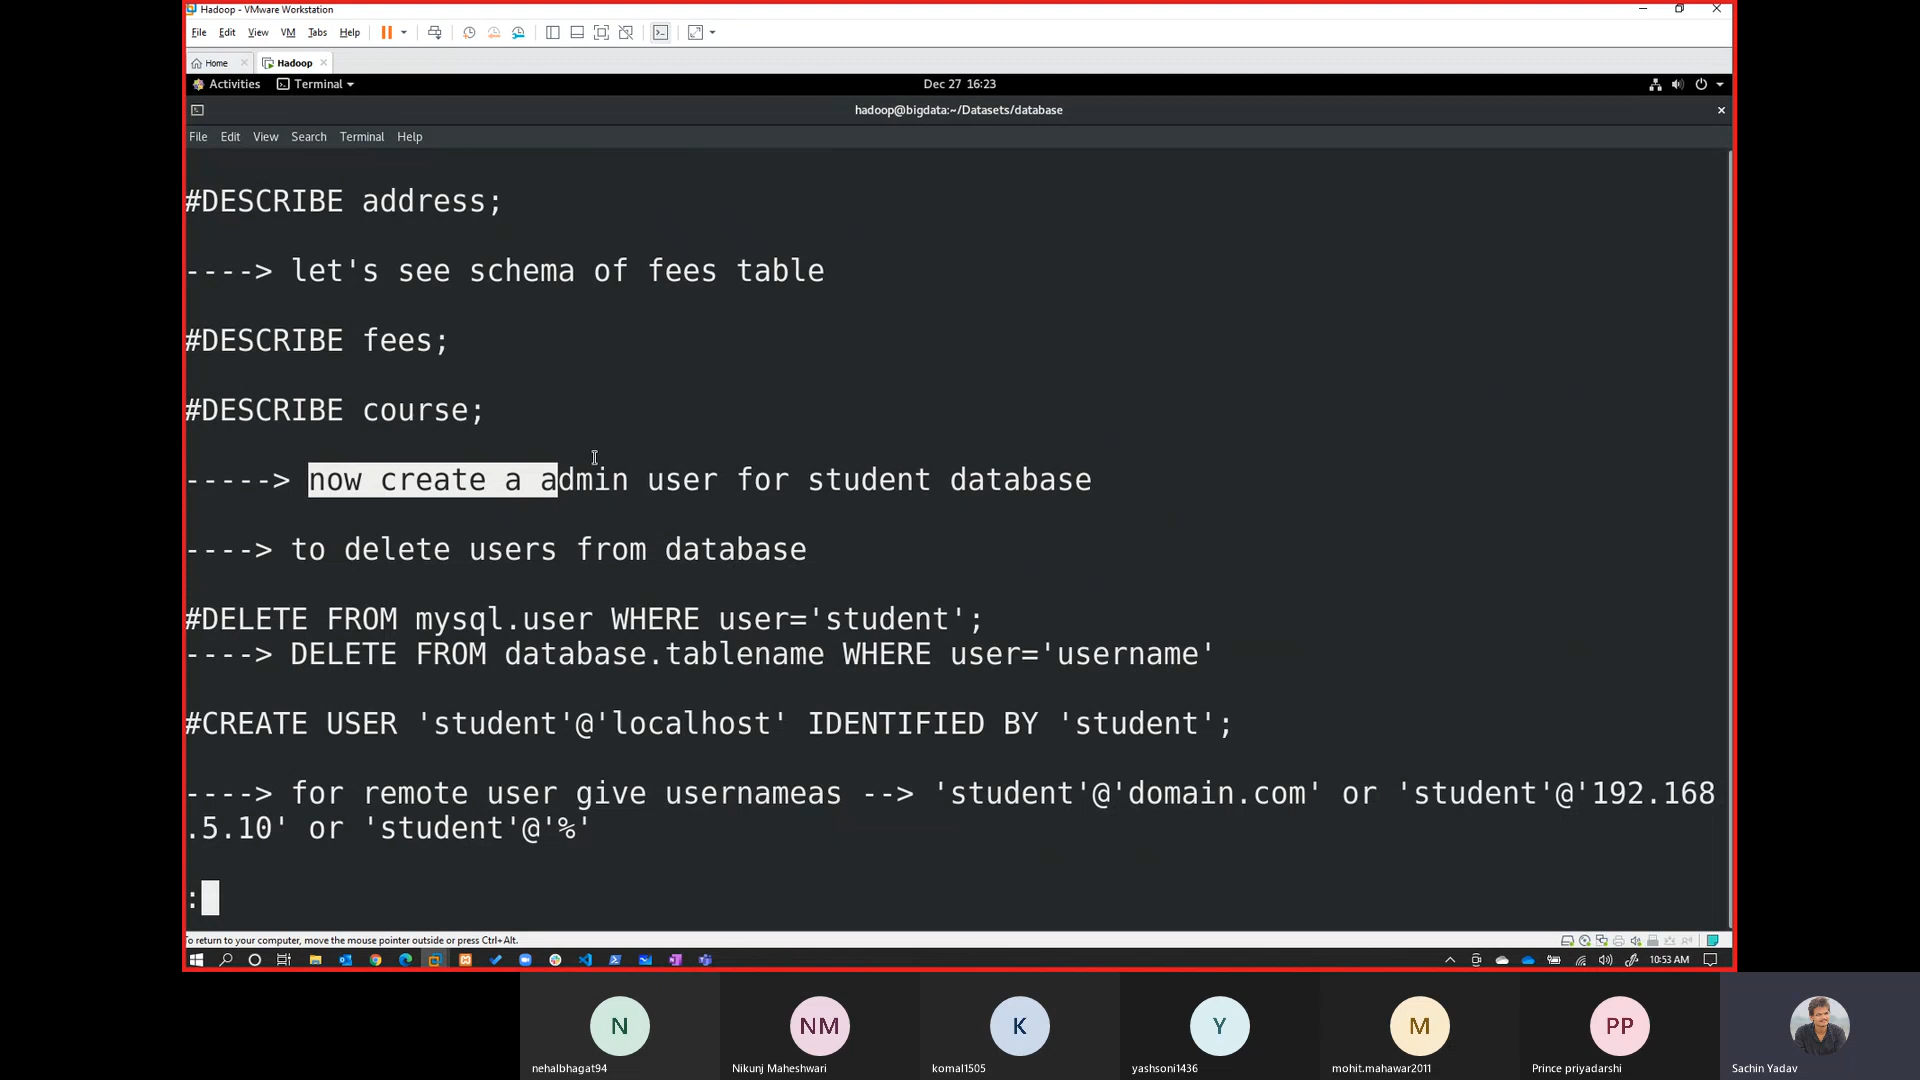 Hadoop - VMware Workstation
File Edit View VM Tabs Help
Home Hadoop
Activities Terminal Dec 27 16:23
hadoop@bigdata:~/Datasets/database
File Edit View Search Terminal Help
#DESCRIBE address;
----> let's see schema of fees table
#DESCRIBE fees;
#DESCRIBE course;
-----> now create a admin user for student database
----> to delete users from database
#DELETE FROM mysql.user WHERE user='student';
----> DELETE FROM database.tablename WHERE user='username'
#CREATE USER 'student'@'localhost' IDENTIFIED BY 'student';
----> for remote user give usernameas --> 'student'@'domain.com' or 'student'@'192.168
.5.10' or 'student'@'%'
:
To return to your computer, move the mouse pointer outside or press Ctrl+Alt.
10:53 AM
N NM K Y M PP
nehalbhagat94 Nikunj Maheshwari komal1505 yashsoni1436 mohit.mahawar2011 Prince priyadarshi Sachin Yadav